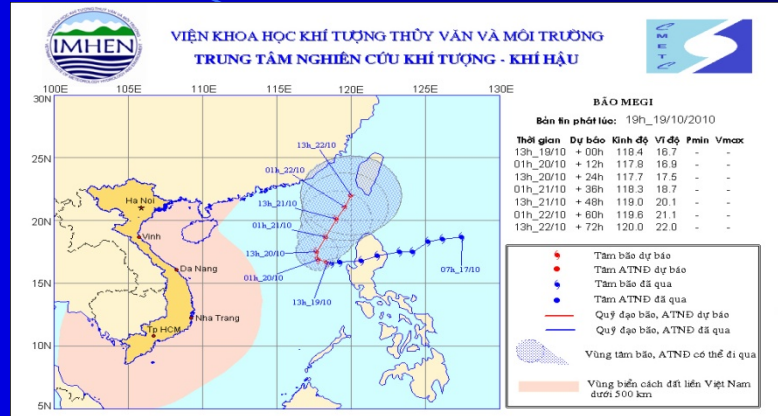 VIỆN KHOA HỌC KHÍ TƯỢNG THỦY VĂN VÀ MÔI TRƯỜNG
TRUNG TÂM NGHIÊN CỨU KHÍ TƯỢNG - KHÍ HẬU
IMHEN
CMETC
100E 105E 110E 115E 120E 125E 130E
30N
25N
20N
15N
10N
5N
Ha Noi
Vinh
Da Nang
Nha Trang
Tp HCM
13h_22/10
01h_22/10
13h_21/10
01h_21/10
13h_20/10
01h_20/10
13h_19/10
07h_17/10
BÃO MEGI
Bản tin phát lúc: 19h_19/10/2010
Thời gian Dự báo Kinh độ Vĩ độ Pmin Vmax
13h_19/10 + 00h 118.4 16.7 - -
01h_20/10 + 12h 117.8 16.9 - -
13h_20/10 + 24h 117.7 17.5 - -
01h_21/10 + 36h 118.3 18.7 - -
13h_21/10 + 48h 119.0 20.1 - -
01h_22/10 + 60h 119.6 21.1 - -
13h_22/10 + 72h 120.0 22.0 - -
Tâm bão dự báo
Tâm ATNĐ dự báo
Tâm bão đã qua
Tâm ATNĐ đã qua
Quỹ đạo bão, ATNĐ dự báo
Quỹ đạo bão, ATNĐ đã qua
Vùng tâm bão, ATNĐ có thể đi qua
Vùng biển cách đất liền Việt Nam
dưới 500 km